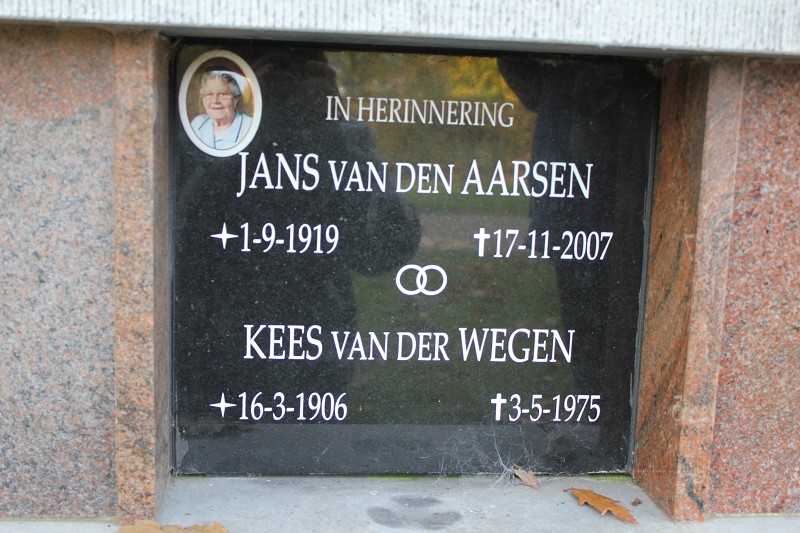 IN HERINNERING
JANS VAN DEN AARSEN
1-9-1919 ✝17-11-2007
KEES VAN DER WEGEN
16-3-1906 ✝3-5-1975